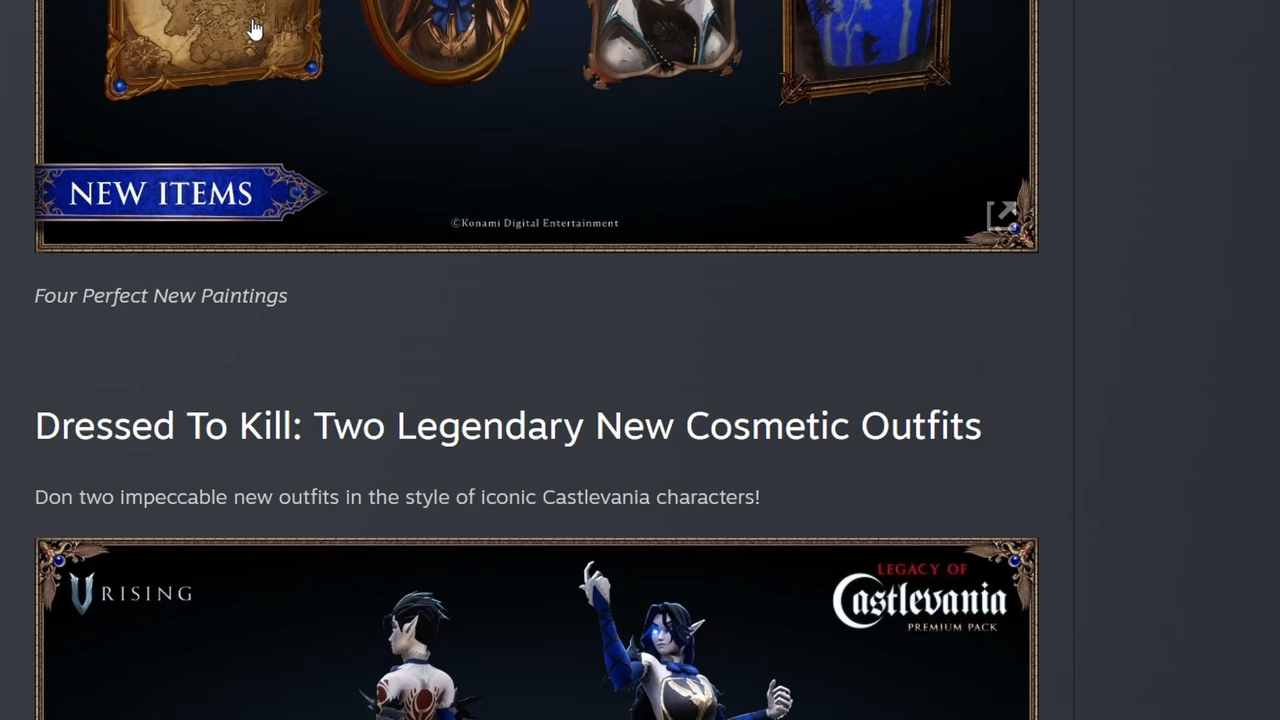 NEW ITEMS
©Konami Digital Entertainment
Four Perfect New Paintings
Dressed To Kill: Two Legendary New Cosmetic Outfits
Don two impeccable new outfits in the style of iconic Castlevania characters!
V RISING
LEGACY OF
Castlevania
PREMIUM PACK